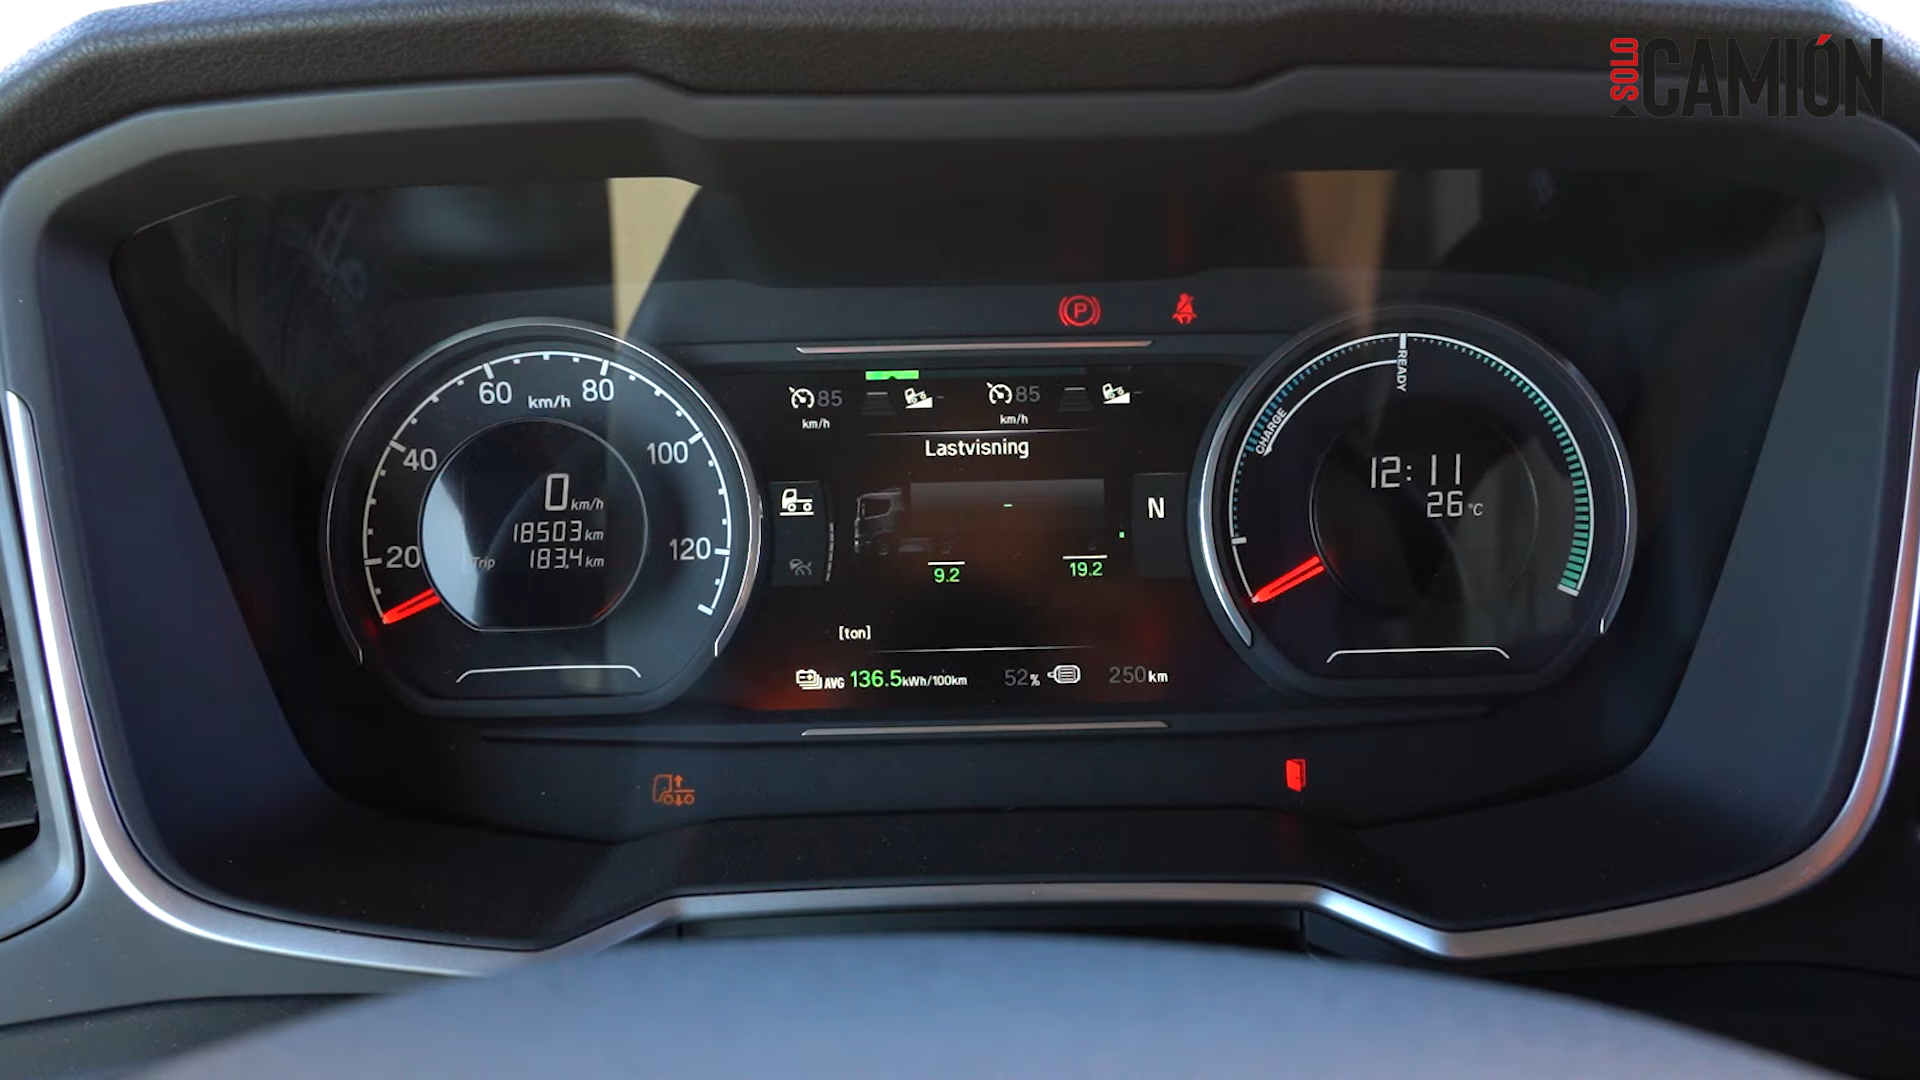 SOLO CAMIÓN
P
60 km/h 80
40 100
20 120
0 km/h
18503 km
Trip 183,4 km
85 85
km/h km/h
Lastvisning
N
9.2 19.2
[ton]
AVG 136.5 kWh/100km 52% 250 km
READY
CHARGE
12:11
26 °C